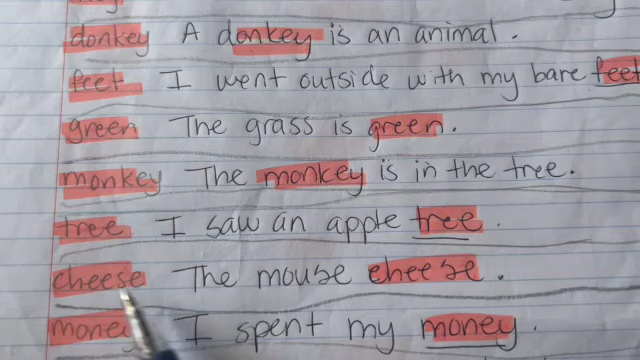 donkey A donkey is an animal.
feet I went outside with my bare feet
green The grass is green.
monkey The monkey is in the tree.
tree I saw an apple tree.
cheese The mouse cheese.
money I spent my money.